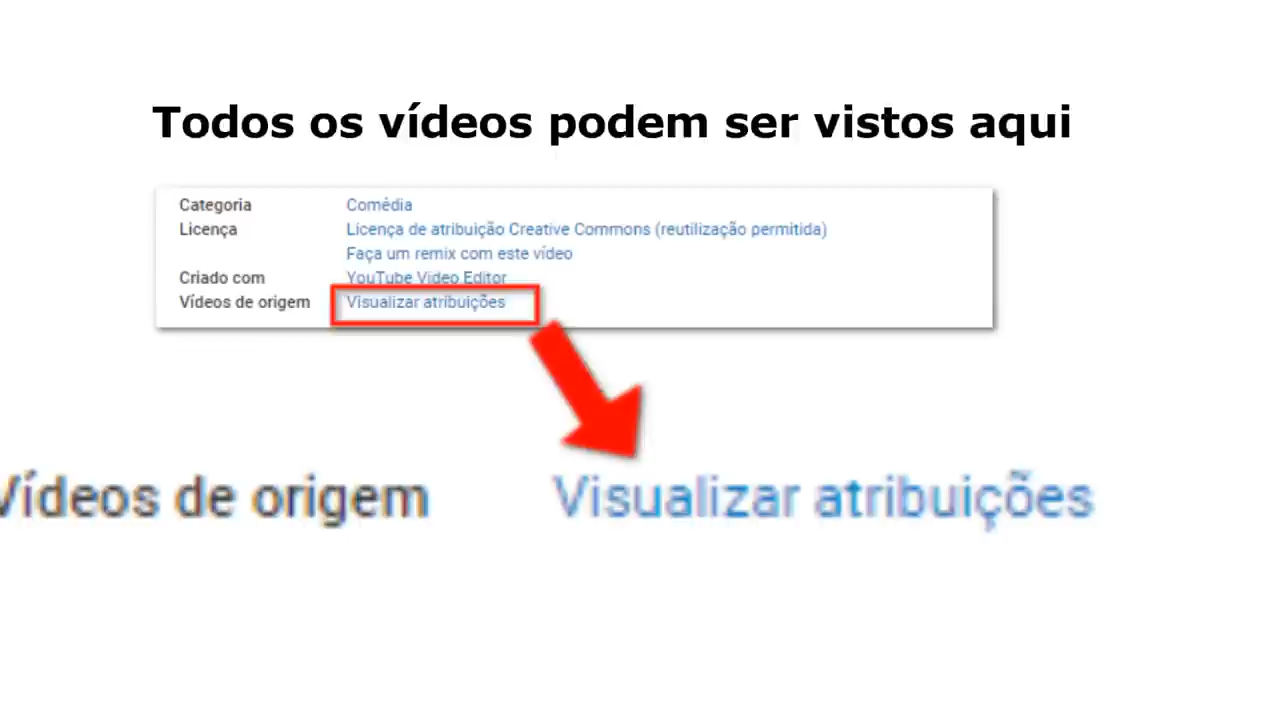 Todos os vídeos podem ser vistos aqui
Categoria Comédia
Licença Licença de atribuição Creative Commons (reutilização permitida)
Faça um remix com este vídeo
Criado com YouTube Video Editor
Vídeos de origem Visualizar atribuições
Vídeos de origem Visualizar atribuições